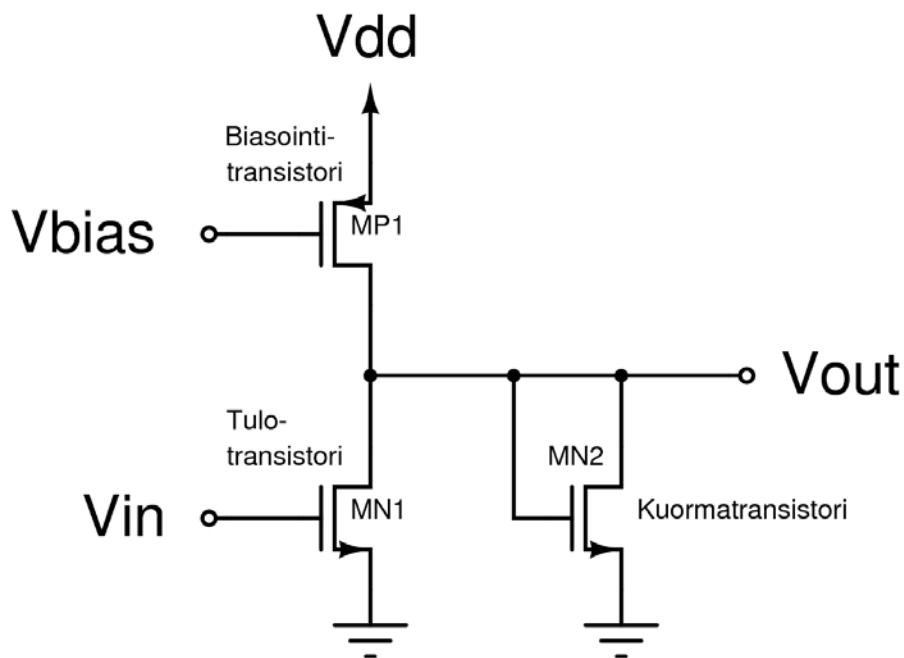 Vdd
Biasointi-
transistori
Vbias
MP1
Vout
Tulo-
transistori
MN2
Vin
MN1
Kuormatransistori